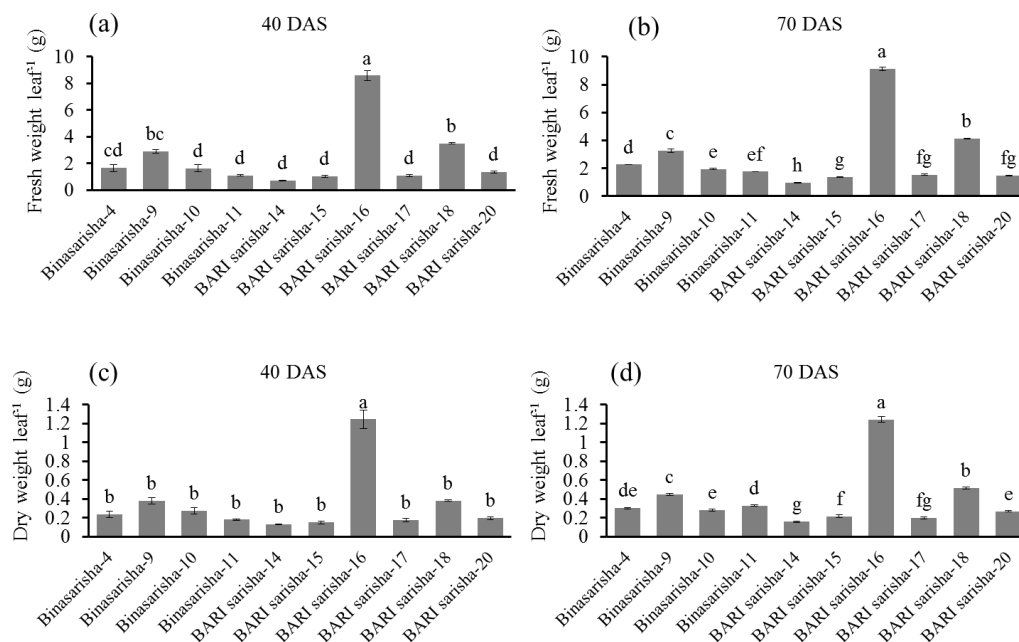 (a) 40 DAS
Fresh weight leaf⁻¹ (g)
10
8
6
4
2
0
cd bc d d d d a d b d
Binasarisha-4
Binasarisha-9
Binasarisha-10
Binasarisha-11
BARI sarisha-14
BARI sarisha-15
BARI sarisha-16
BARI sarisha-17
BARI sarisha-18
BARI sarisha-20
(b) 70 DAS
Fresh weight leaf⁻¹ (g)
10
8
6
4
2
0
d c e ef h g a fg b fg
Binasarisha-4
Binasarisha-9
Binasarisha-10
Binasarisha-11
BARI sarisha-14
BARI sarisha-15
BARI sarisha-16
BARI sarisha-17
BARI sarisha-18
BARI sarisha-20
(c) 40 DAS
Dry weight leaf⁻¹ (g)
1.4
1.2
1
0.8
0.6
0.4
0.2
0
b b b b b b a b b b
Binasarisha-4
Binasarisha-9
Binasarisha-10
Binasarisha-11
BARI sarisha-14
BARI sarisha-15
BARI sarisha-16
BARI sarisha-17
BARI sarisha-18
BARI sarisha-20
(d) 70 DAS
Dry weight leaf⁻¹ (g)
1.4
1.2
1
0.8
0.6
0.4
0.2
0
de c e d g f a fg b e
Binasarisha-4
Binasarisha-9
Binasarisha-10
Binasarisha-11
BARI sarisha-14
BARI sarisha-15
BARI sarisha-16
BARI sarisha-17
BARI sarisha-18
BARI sarisha-20